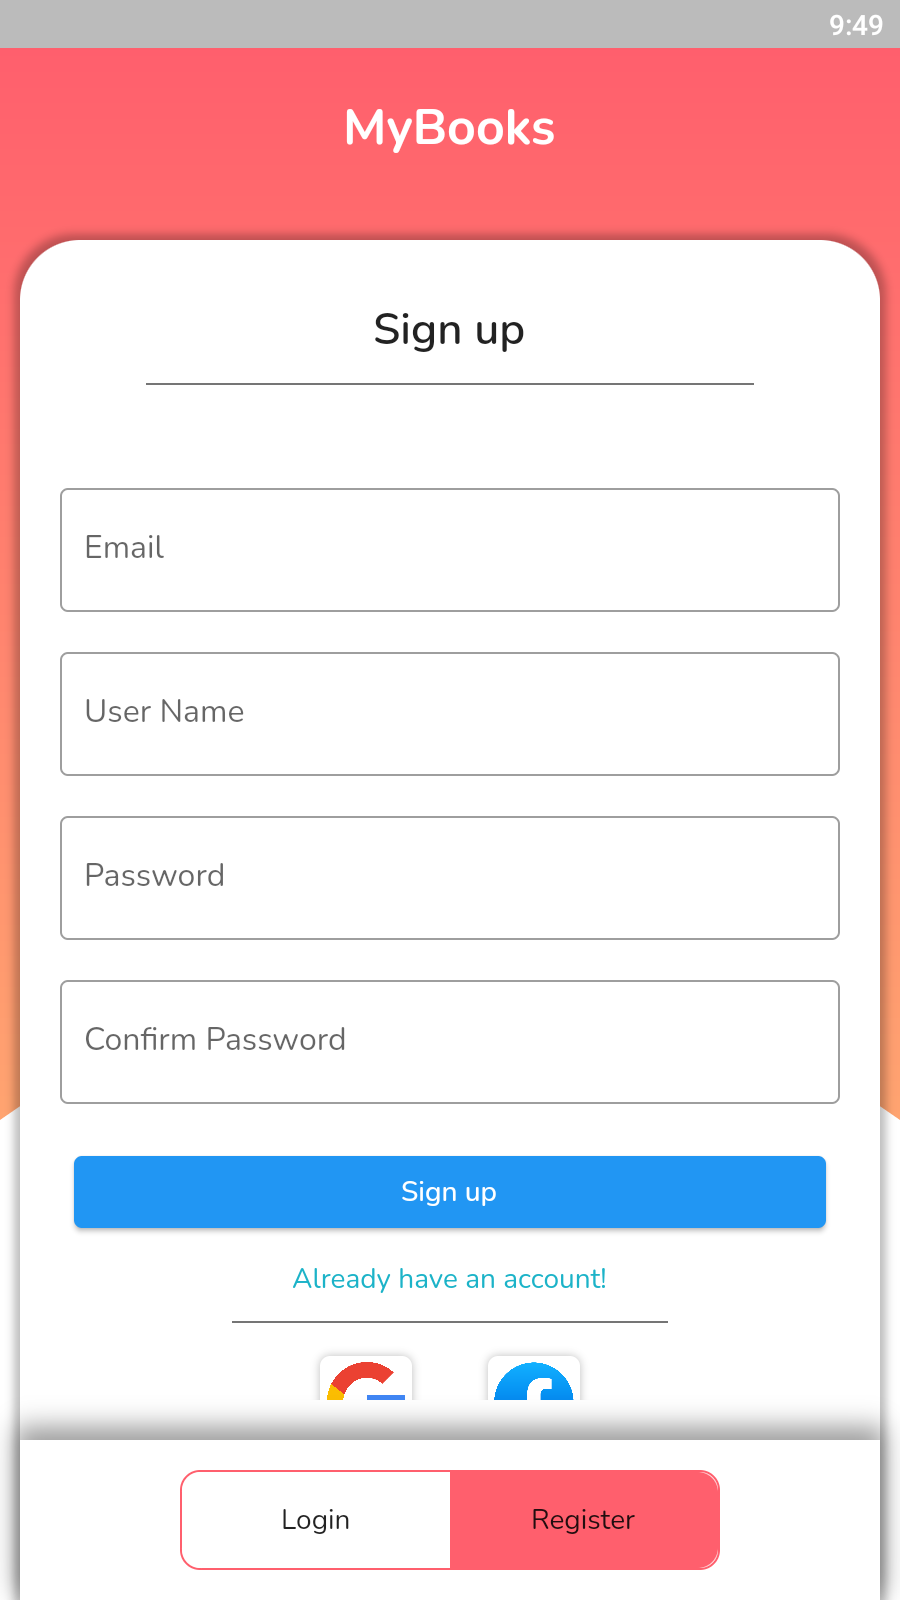 9:49
MyBooks
Sign up
Email
User Name
Password
Confirm Password
Sign up
Already have an account!
Login
Register